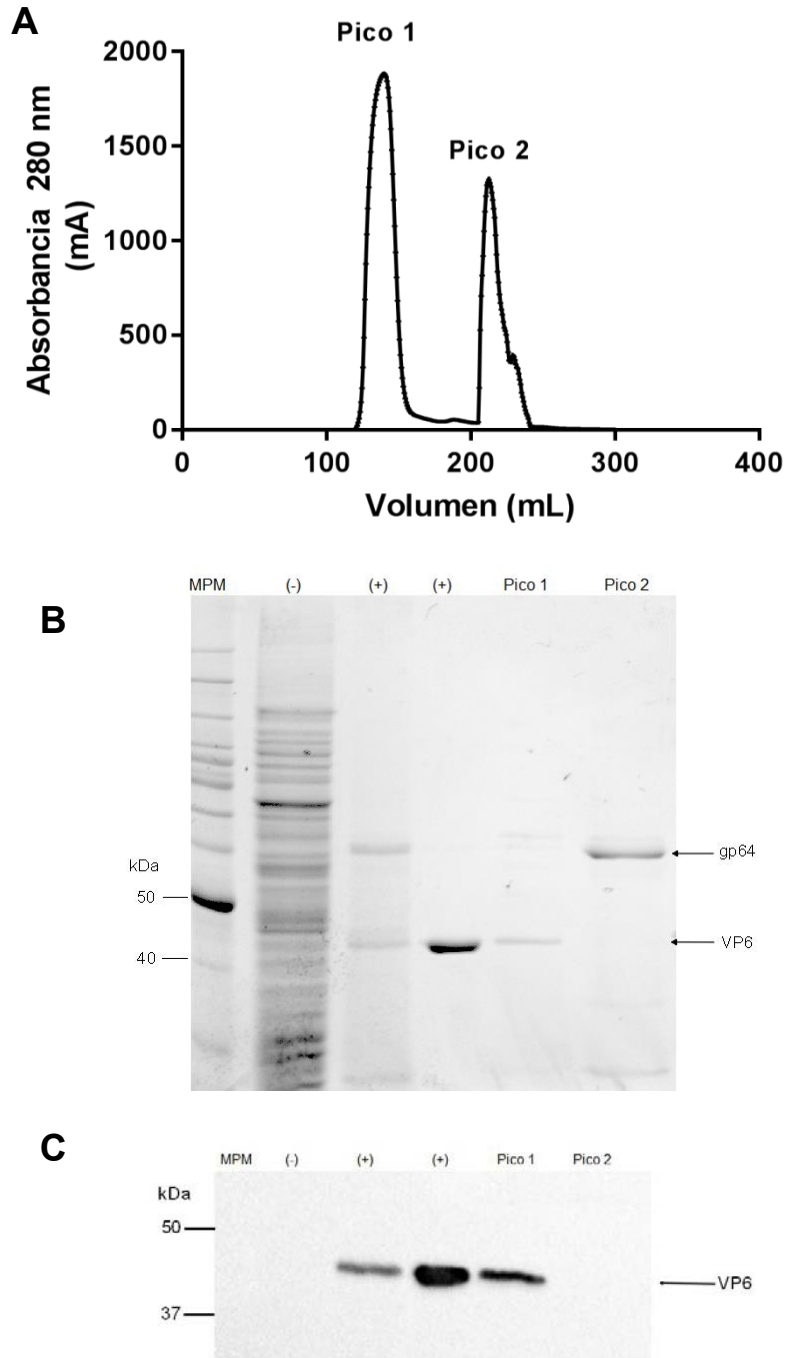 A
Pico 1
2000
Pico 2
1500
1000
500
0
Absorbancia 280 nm
(mA)
0 100 200 300 400
Volumen (mL)
B
MPM (-) (+) (+) Pico 1 Pico 2
gp64
kDa
50
VP6
40
C
MPM (-) (+) (+) Pico 1 Pico 2
kDa
50
VP6
37